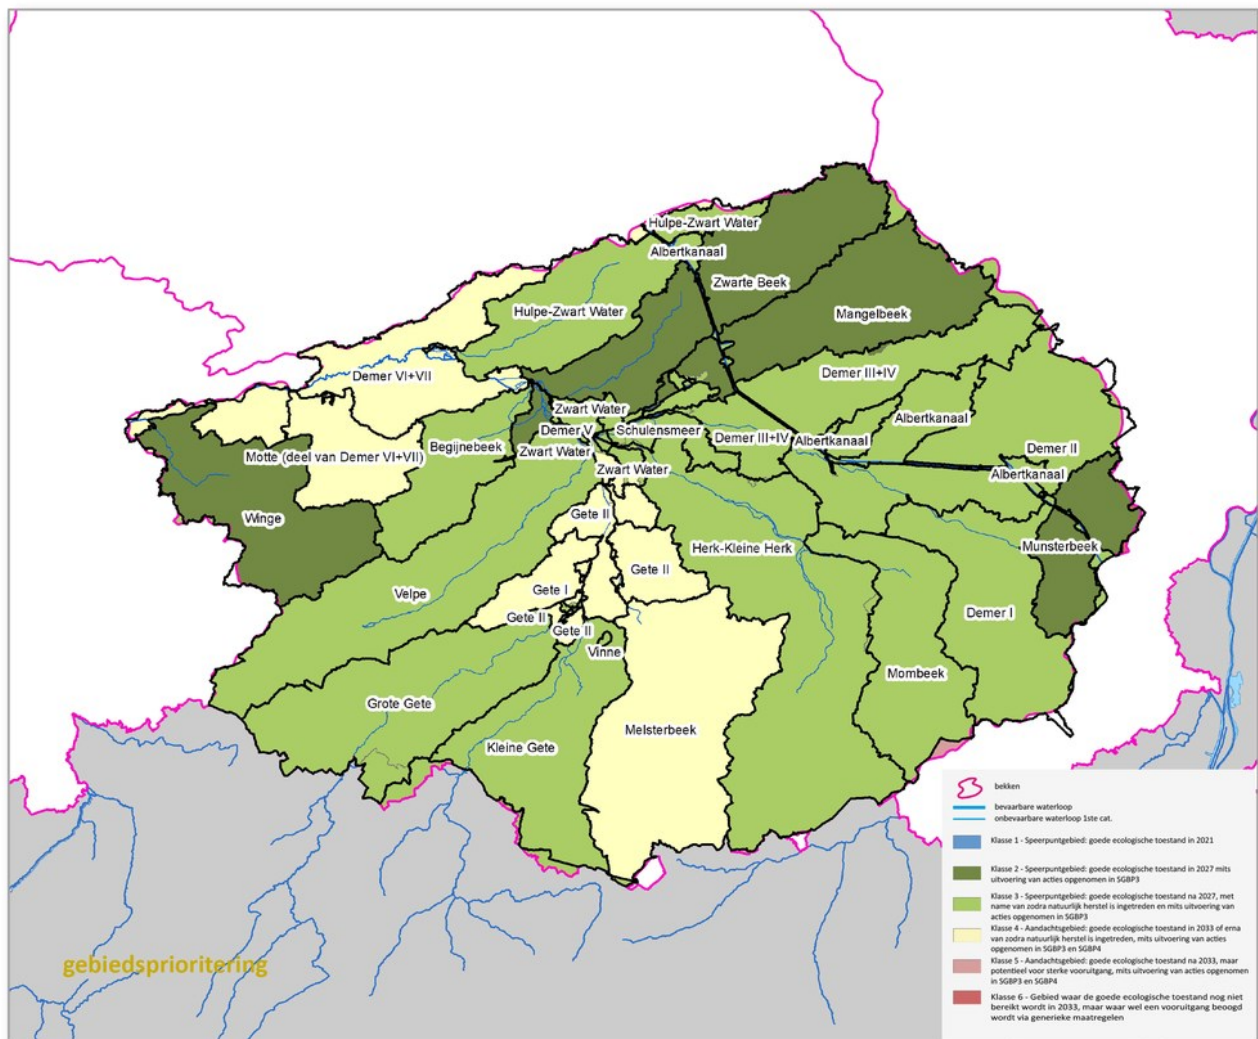 Hulpe-Zwart Water
Albertkanaal
Zwarte Beek
Hulpe-Zwart Water
Mangelbeek
Demer VI+VII
Demer III+IV
Zwart Water
Albertkanaal
Demer V
Schulensmeer
Demer III+IV
Albertkanaal
Begijnebeek
Zwart Water
Demer II
Motte (deel van Demer VI+VII)
Zwart Water
Albertkanaal
Winge
Gete II
Herk-Kleine Herk
Munsterbeek
Gete II
Velpe
Gete I
Demer I
Gete II
Gete II
Vinne
Mombeek
Grote Gete
Melsterbeek
Kleine Gete
gebiedsprioritering
bekken
bevaarbare waterloop
onbevaarbare waterloop 1ste cat.
Klasse 1 - Speerpuntgebied: goede ecologische toestand in 2021
Klasse 2 - Speerpuntgebied: goede ecologische toestand in 2027 mits
uitvoering van acties opgenomen in SGBP3
Klasse 3 - Speerpuntgebied: goede ecologische toestand na 2027, met
name van zodra natuurlijk herstel is ingetreden en mits uitvoering van
acties opgenomen in SGBP3
Klasse 4 - Aandachtsgebied: goede ecologische toestand in 2033 of erna
van zodra natuurlijk herstel is ingetreden, mits uitvoering van acties
opgenomen in SGBP3 en SGBP4
Klasse 5 - Aandachtsgebied: goede ecologische toestand na 2033, maar
potentieel voor sterke vooruitgang, mits uitvoering van acties opgenomen
in SGBP3 en SGBP4
Klasse 6 - Gebied waar de goede ecologische toestand nog niet
bereikt wordt in 2033, maar waar wel een vooruitgang beoogd
wordt via generieke maatregelen